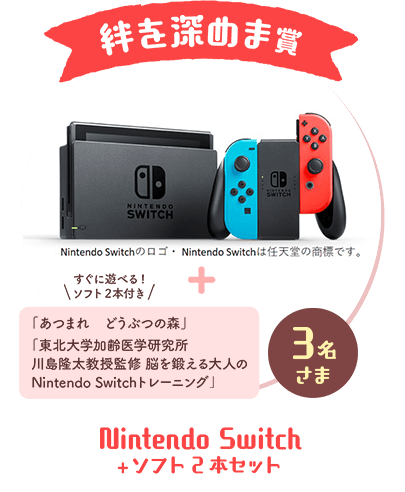 絆を深めま賞
NINTENDO
SWITCH
Nintendo Switchのロゴ・Nintendo Switchは任天堂の商標です。
すぐに遊べる!
\ソフト2本付き/
+
「あつまれ どうぶつの森」
「東北大学加齢医学研究所
川島隆太教授監修 脳を鍛える大人の
Nintendo Switchトレーニング」
3名
さま
Nintendo Switch
+ソフト2本セット